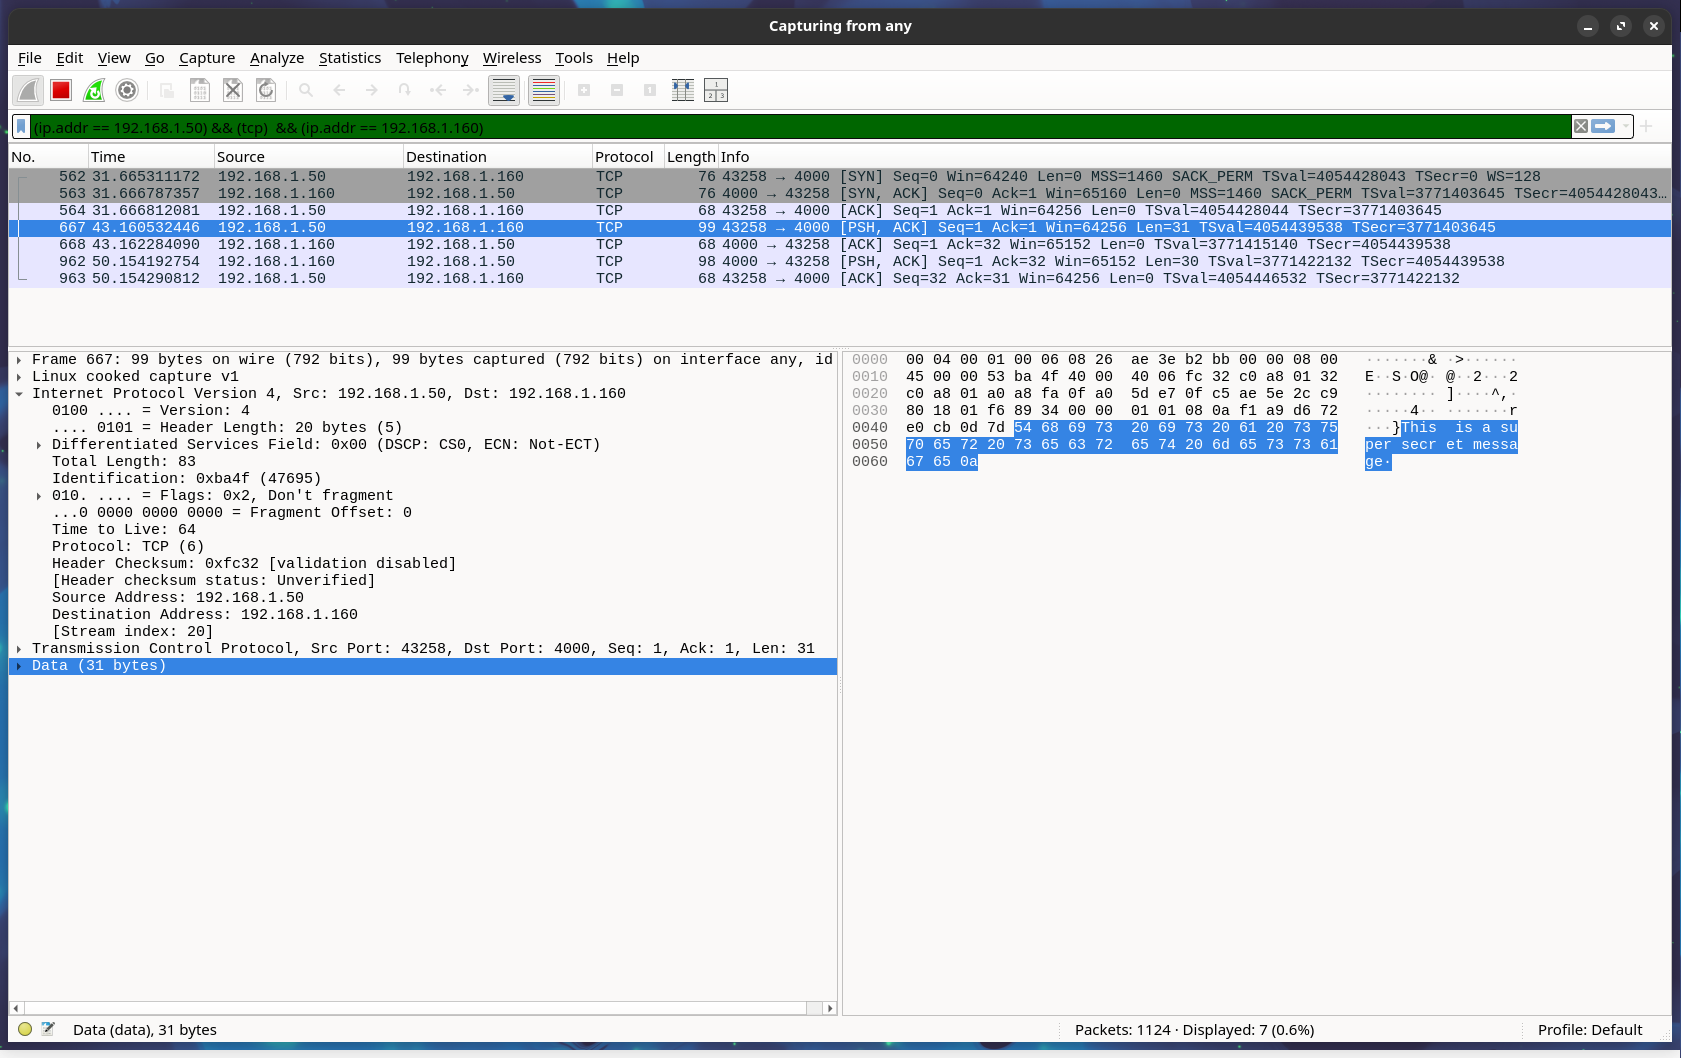 Capturing from any
File Edit View Go Capture Analyze Statistics Telephony Wireless Tools Help
(ip.addr == 192.168.1.50) && (tcp)  && (ip.addr == 192.168.1.160)
No. Time Source Destination Protocol Length Info
562 31.665311172 192.168.1.50 192.168.1.160 TCP 76 43258 → 4000 [SYN] Seq=0 Win=64240 Len=0 MSS=1460 SACK_PERM TSval=4054428043 TSecr=0 WS=128
563 31.666787357 192.168.1.160 192.168.1.50 TCP 76 4000 → 43258 [SYN, ACK] Seq=0 Ack=1 Win=65160 Len=0 MSS=1460 SACK_PERM TSval=3771403645 TSecr=4054428043…
564 31.666812081 192.168.1.50 192.168.1.160 TCP 68 43258 → 4000 [ACK] Seq=1 Ack=1 Win=64256 Len=0 TSval=4054428044 TSecr=3771403645
667 43.160532446 192.168.1.50 192.168.1.160 TCP 99 43258 → 4000 [PSH, ACK] Seq=1 Ack=1 Win=64256 Len=31 TSval=4054439538 TSecr=3771403645
668 43.162284090 192.168.1.160 192.168.1.50 TCP 68 4000 → 43258 [ACK] Seq=1 Ack=32 Win=65152 Len=0 TSval=3771415140 TSecr=4054439538
962 50.154192754 192.168.1.160 192.168.1.50 TCP 98 4000 → 43258 [PSH, ACK] Seq=1 Ack=32 Win=65152 Len=30 TSval=3771422132 TSecr=4054439538
963 50.154290812 192.168.1.50 192.168.1.160 TCP 68 43258 → 4000 [ACK] Seq=32 Ack=31 Win=64256 Len=0 TSval=4054446532 TSecr=3771422132
Frame 667: 99 bytes on wire (792 bits), 99 bytes captured (792 bits) on interface any, id
Linux cooked capture v1
Internet Protocol Version 4, Src: 192.168.1.50, Dst: 192.168.1.160
0100 .... = Version: 4
.... 0101 = Header Length: 20 bytes (5)
Differentiated Services Field: 0x00 (DSCP: CS0, ECN: Not-ECT)
Total Length: 83
Identification: 0xba4f (47695)
010. .... = Flags: 0x2, Don't fragment
...0 0000 0000 0000 = Fragment Offset: 0
Time to Live: 64
Protocol: TCP (6)
Header Checksum: 0xfc32 [validation disabled]
[Header checksum status: Unverified]
Source Address: 192.168.1.50
Destination Address: 192.168.1.160
[Stream index: 20]
Transmission Control Protocol, Src Port: 43258, Dst Port: 4000, Seq: 1, Ack: 1, Len: 31
Data (31 bytes)
0000 00 04 00 01 00 06 08 26 ae 3e b2 bb 00 00 08 00 ·······& ·>······
0010 45 00 00 53 ba 4f 40 00 40 06 fc 32 c0 a8 01 32 E··S·O@· @··2···2
0020 c0 a8 01 a0 a8 fa 0f a0 5d e7 0f c5 ae 5e 2c c9 ········ ]····^,·
0030 80 18 01 f6 89 34 00 00 01 01 08 0a f1 a9 d6 72 ·····4·· ·······r
0040 e0 cb 0d 7d 54 68 69 73 20 69 73 20 61 20 73 75 ···}This  is a su
0050 70 65 72 20 73 65 63 72 65 74 20 6d 65 73 73 61 per secr et messa
0060 67 65 0a ge·
Data (data), 31 bytes
Packets: 1124 · Displayed: 7 (0.6%)
Profile: Default